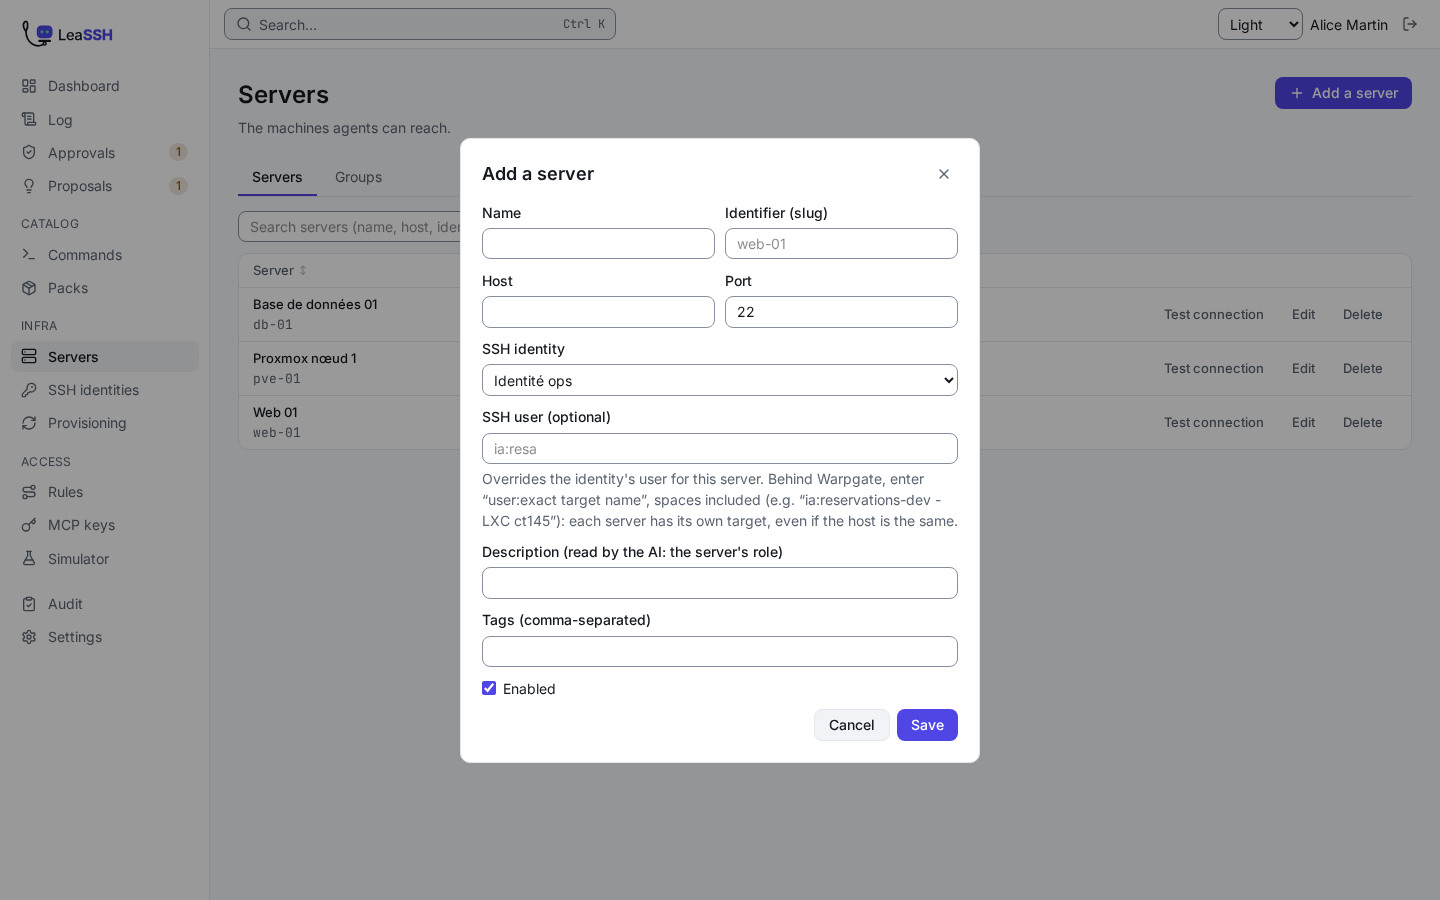 LeaSSH
Search...
Ctrl K
Light
Alice Martin
Dashboard
Log
Approvals 1
Proposals 1
CATALOG
Commands
Packs
INFRA
Servers
SSH identities
Provisioning
ACCESS
Rules
MCP keys
Simulator
Audit
Settings
Servers
Add a server
The machines agents can reach.
Servers
Groups
Search servers (name, host,
Server
Base de données 01
db-01
Test connection Edit Delete
Proxmox nœud 1
pve-01
Test connection Edit Delete
Web 01
web-01
Test connection Edit Delete
Add a server
Name
Identifier (slug)
web-01
Host
Port
22
SSH identity
Identité ops
SSH user (optional)
ia:resa
Overrides the identity's user for this server. Behind Warpgate, enter
“user:exact target name”, spaces included (e.g. “ia:reservations-dev -
LXC ct145”): each server has its own target, even if the host is the same.
Description (read by the AI: the server's role)
Tags (comma-separated)
Enabled
Cancel
Save